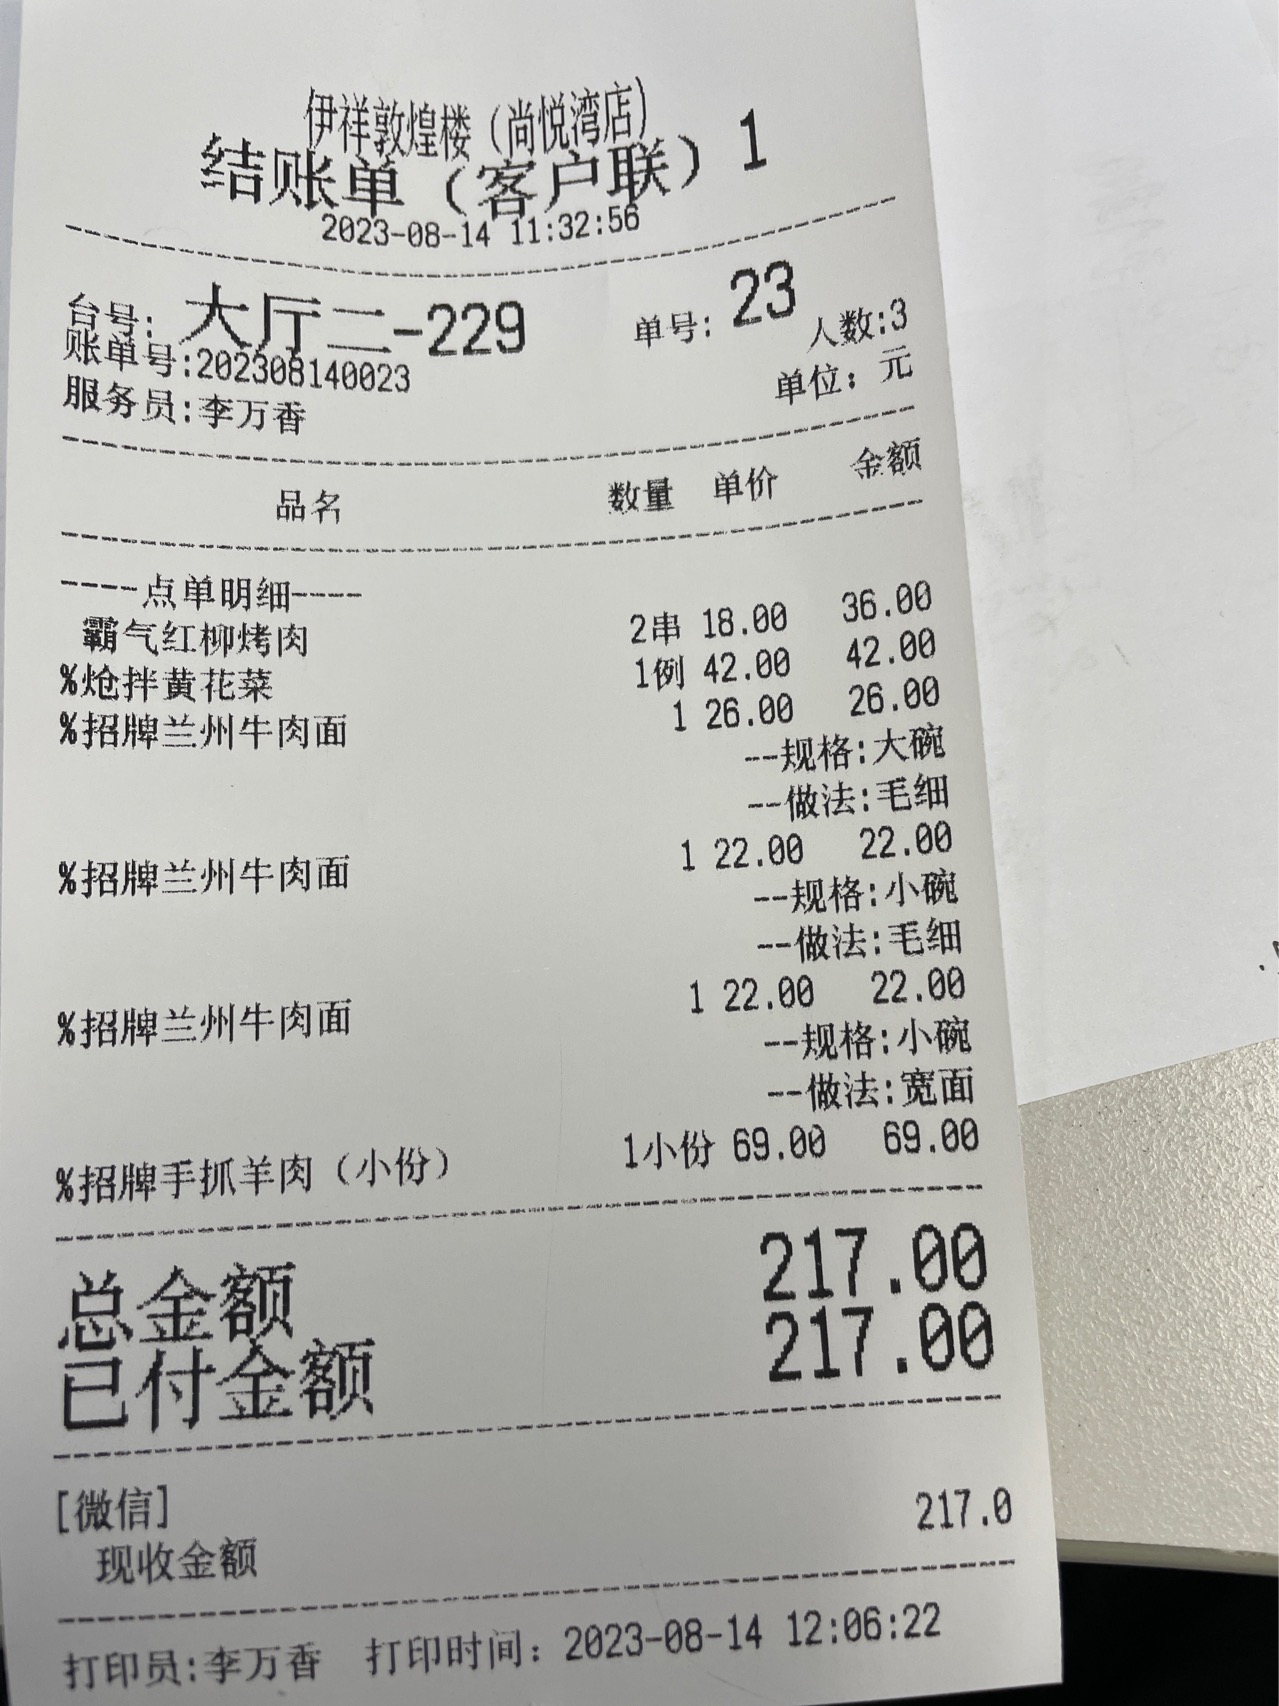 伊祥敦煌楼（尚悦湾店）
结账单（客户联）1
2023-08-14 11:32:56
台号: 大厅二-229 单号: 23 人数:3
账单号:202308140023 单位: 元
服务员:李万香
品名 数量 单价 金额
----点单明细----
霸气红柳烤肉 2串 18.00 36.00
%炝拌黄花菜 1例 42.00 42.00
%招牌兰州牛肉面 1 26.00 26.00
--规格:大碗
--做法:毛细
%招牌兰州牛肉面 1 22.00 22.00
--规格:小碗
--做法:毛细
%招牌兰州牛肉面 1 22.00 22.00
--规格:小碗
--做法:宽面
%招牌手抓羊肉（小份） 1小份 69.00 69.00
总金额 217.00
已付金额 217.00
[微信] 217.0
现收金额
打印员:李万香 打印时间: 2023-08-14 12:06:22